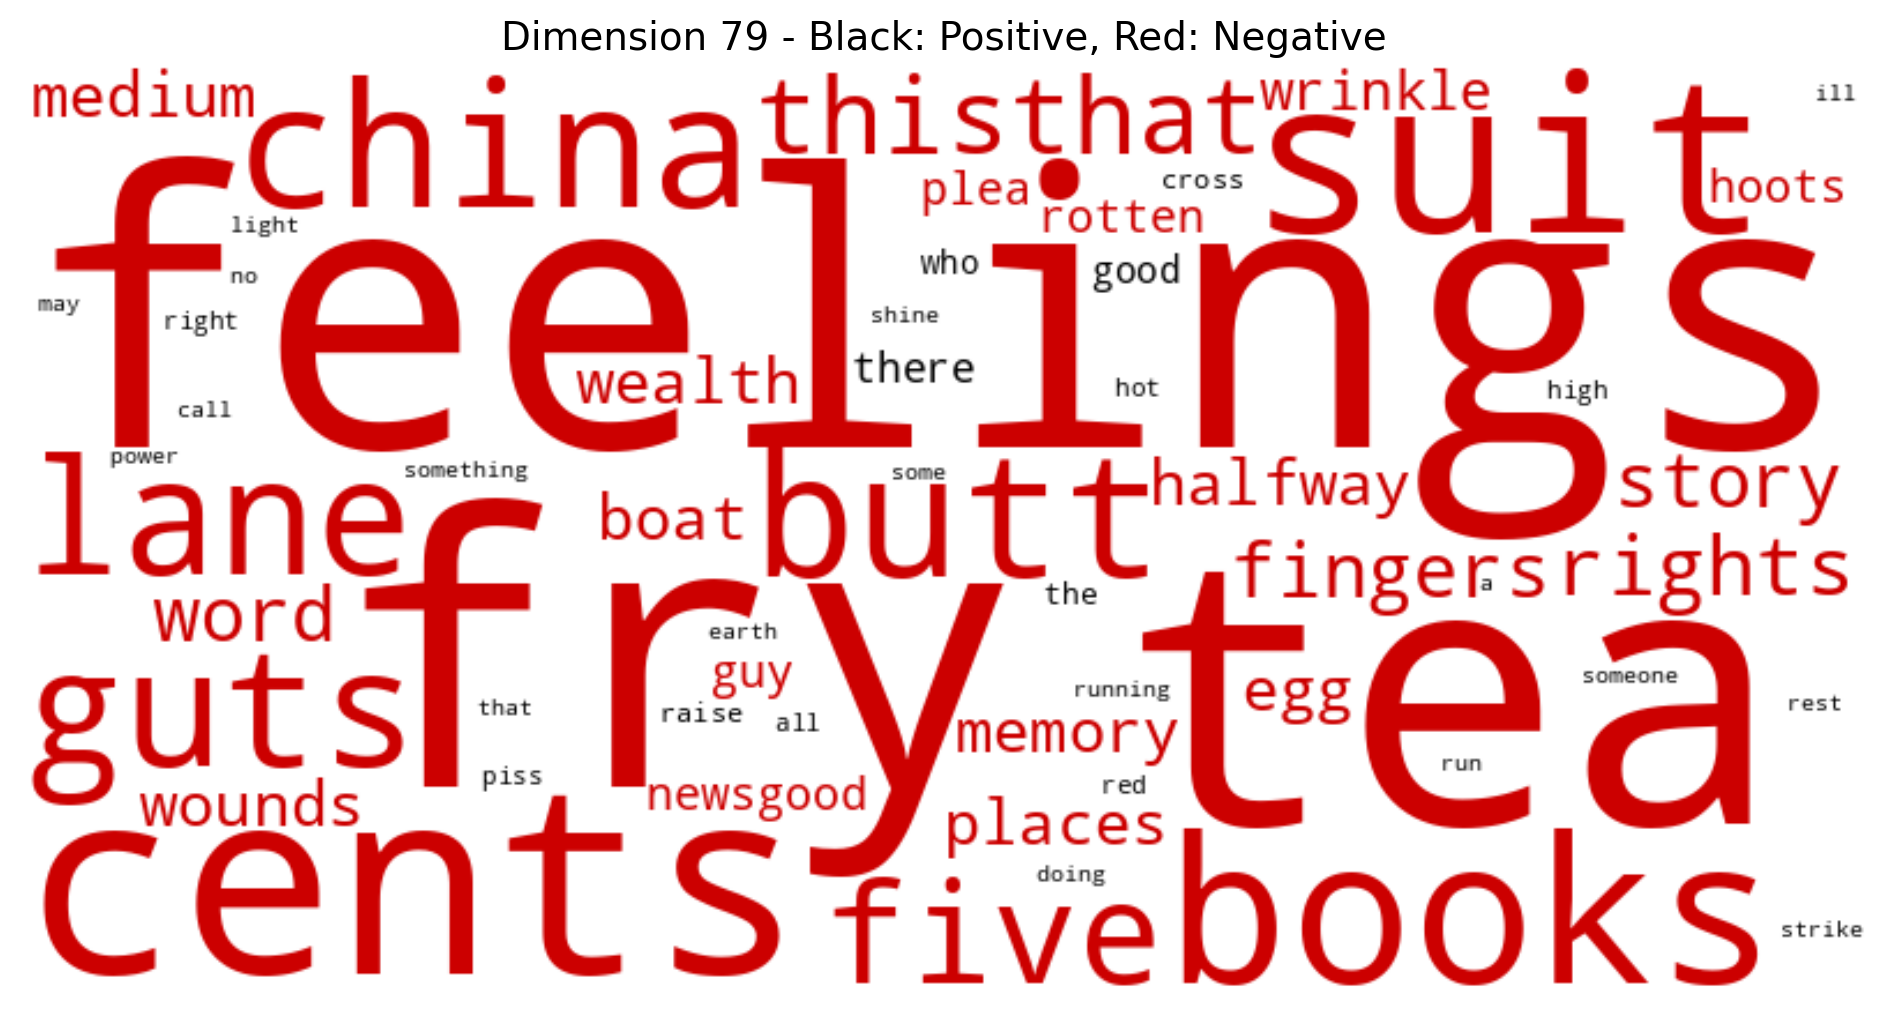 Dimension 79 - Black: Positive, Red: Negative
medium china thisthat wrinkle suit ill
plea cross rotten hoots
feelings
light no may right who good shine
wealth there hot high call
power something some
lane boat butt halfway story
fry the fingers a rights
word earth tea
guts guy running egg someone
that raise all memory rest
piss run
wounds newsgood red places
cents doing
five books strike